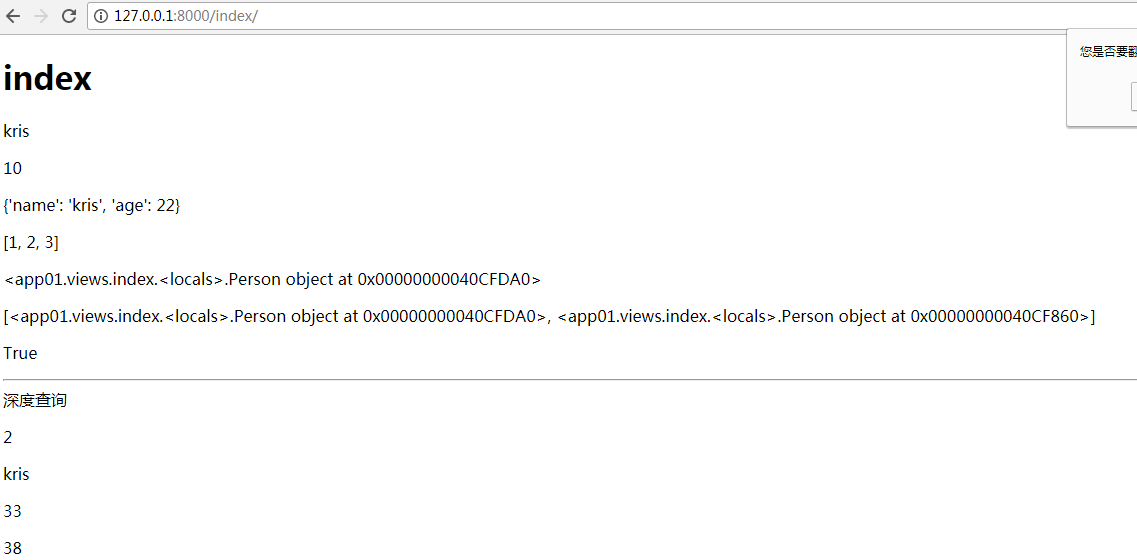 127.0.0.1:8000/index/
您是否要翻
index
kris
10
{'name': 'kris', 'age': 22}
[1, 2, 3]
<app01.views.index.<locals>.Person object at 0x00000000040CFDA0>
[<app01.views.index.<locals>.Person object at 0x00000000040CFDA0>, <app01.views.index.<locals>.Person object at 0x00000000040CF860>]
True
深度查询
2
kris
33
38